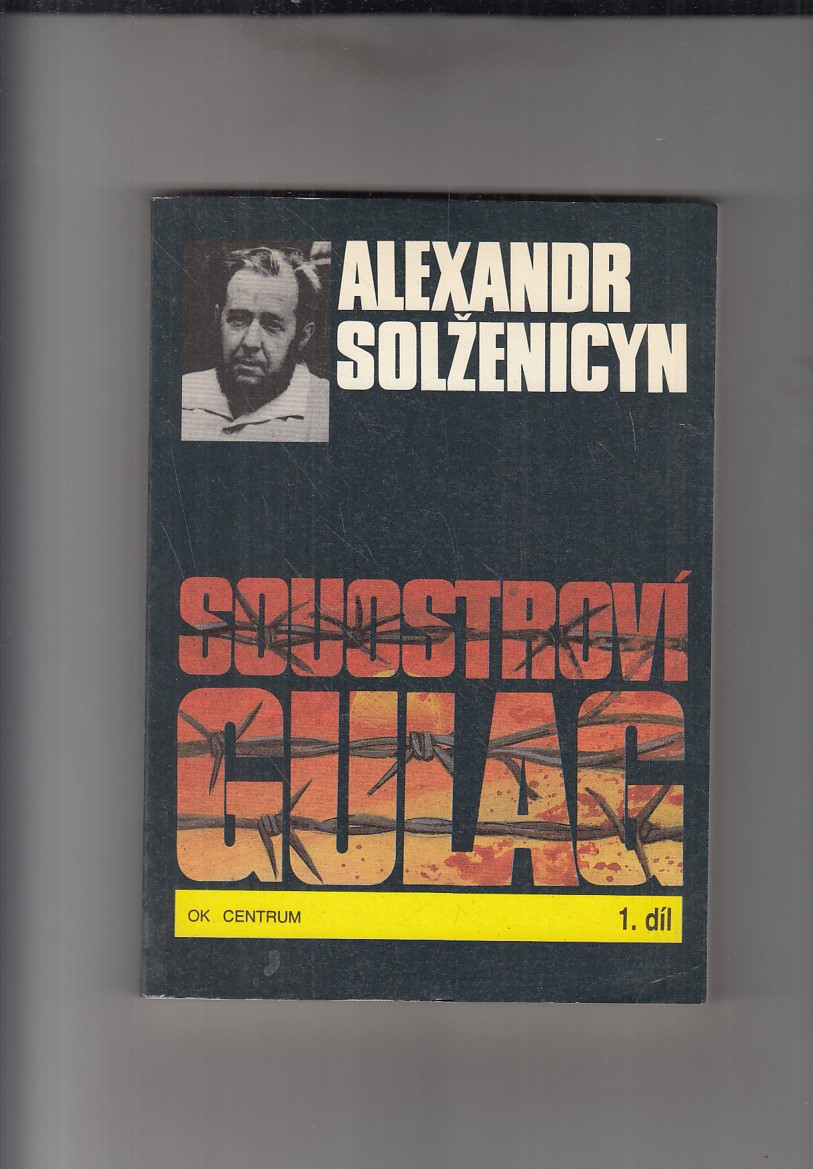 ALEXANDR
SOLŽENICYN
SOUOSTROVÍ
GULAG
OK CENTRUM
1. díl